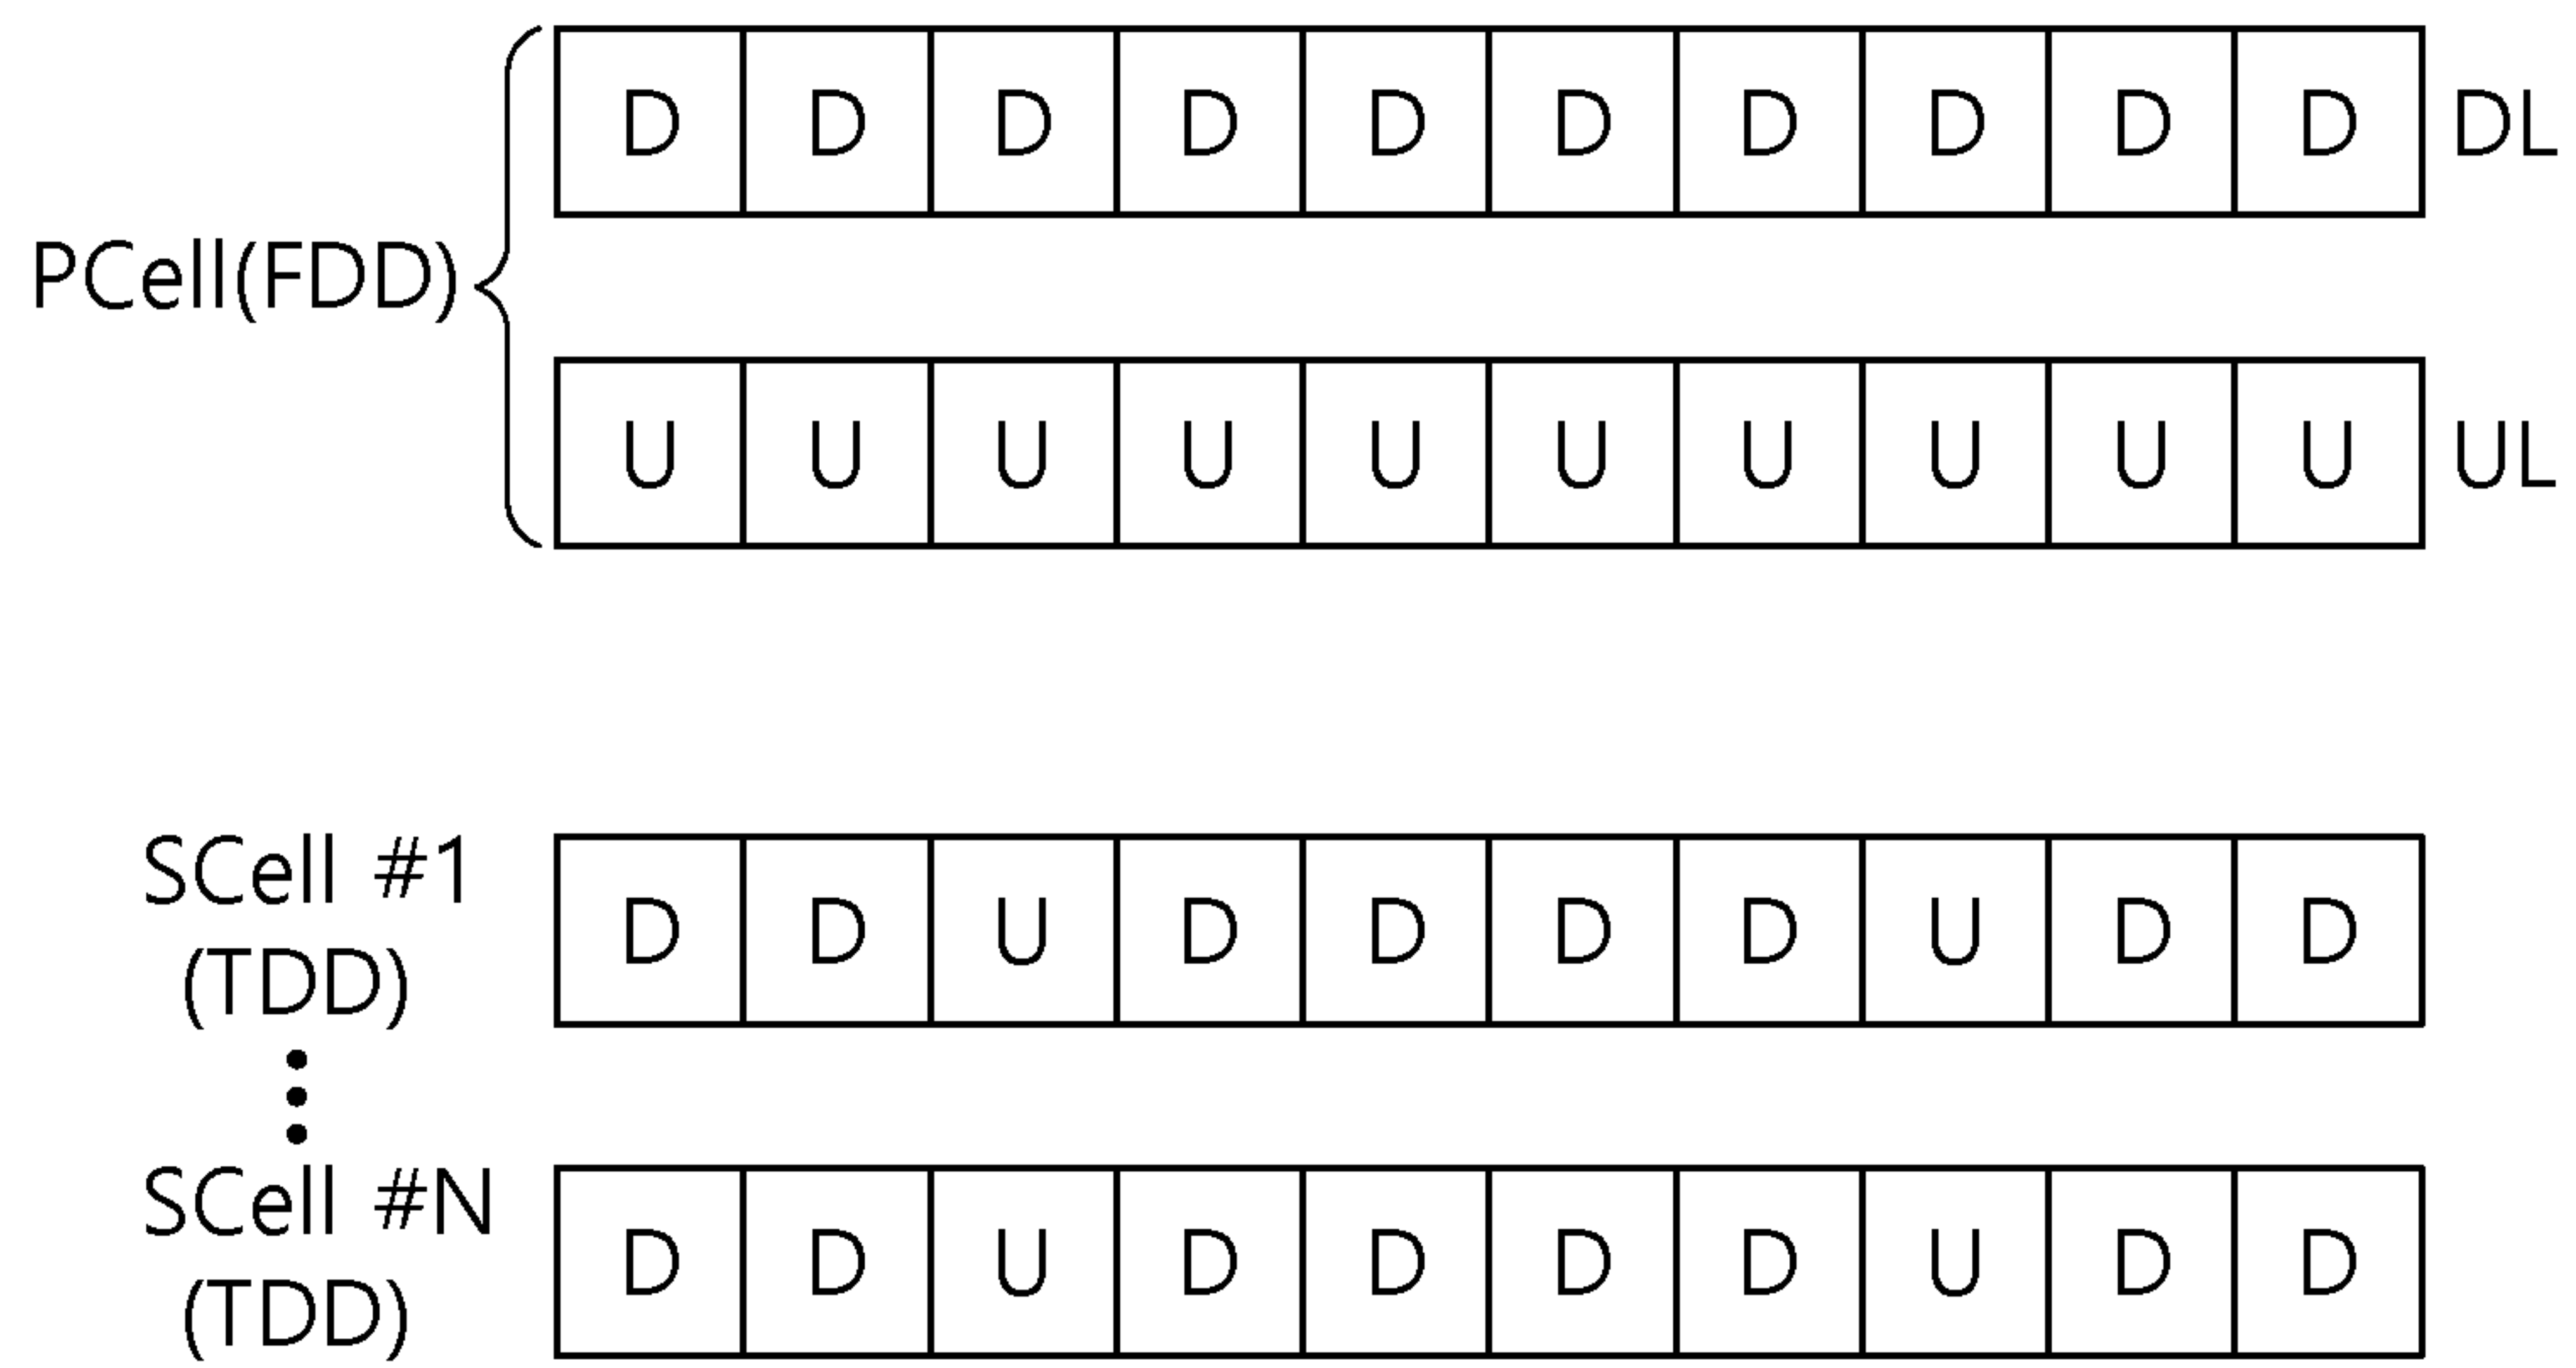 D D D D D D D D D D DL
PCell(FDD)
U U U U U U U U U U UL
SCell #1
(TDD)
D D U D D D D U D D
SCell #N
(TDD)
D D U D D D D U D D